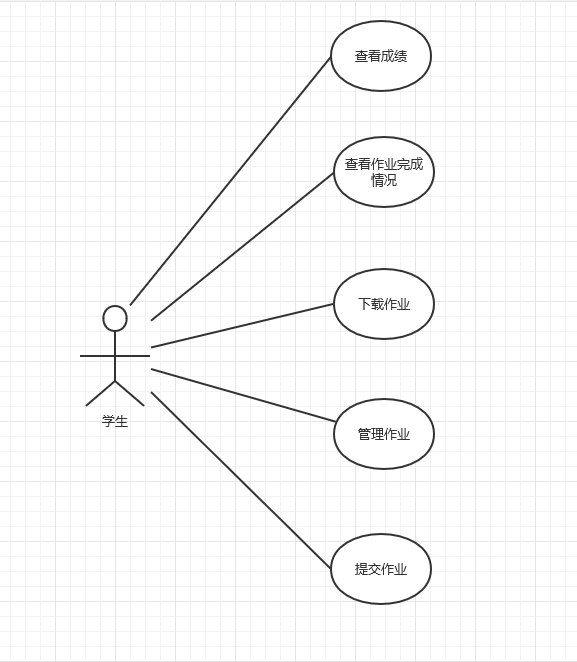 查看成绩
查看作业完成
情况
下载作业
管理作业
学生
提交作业